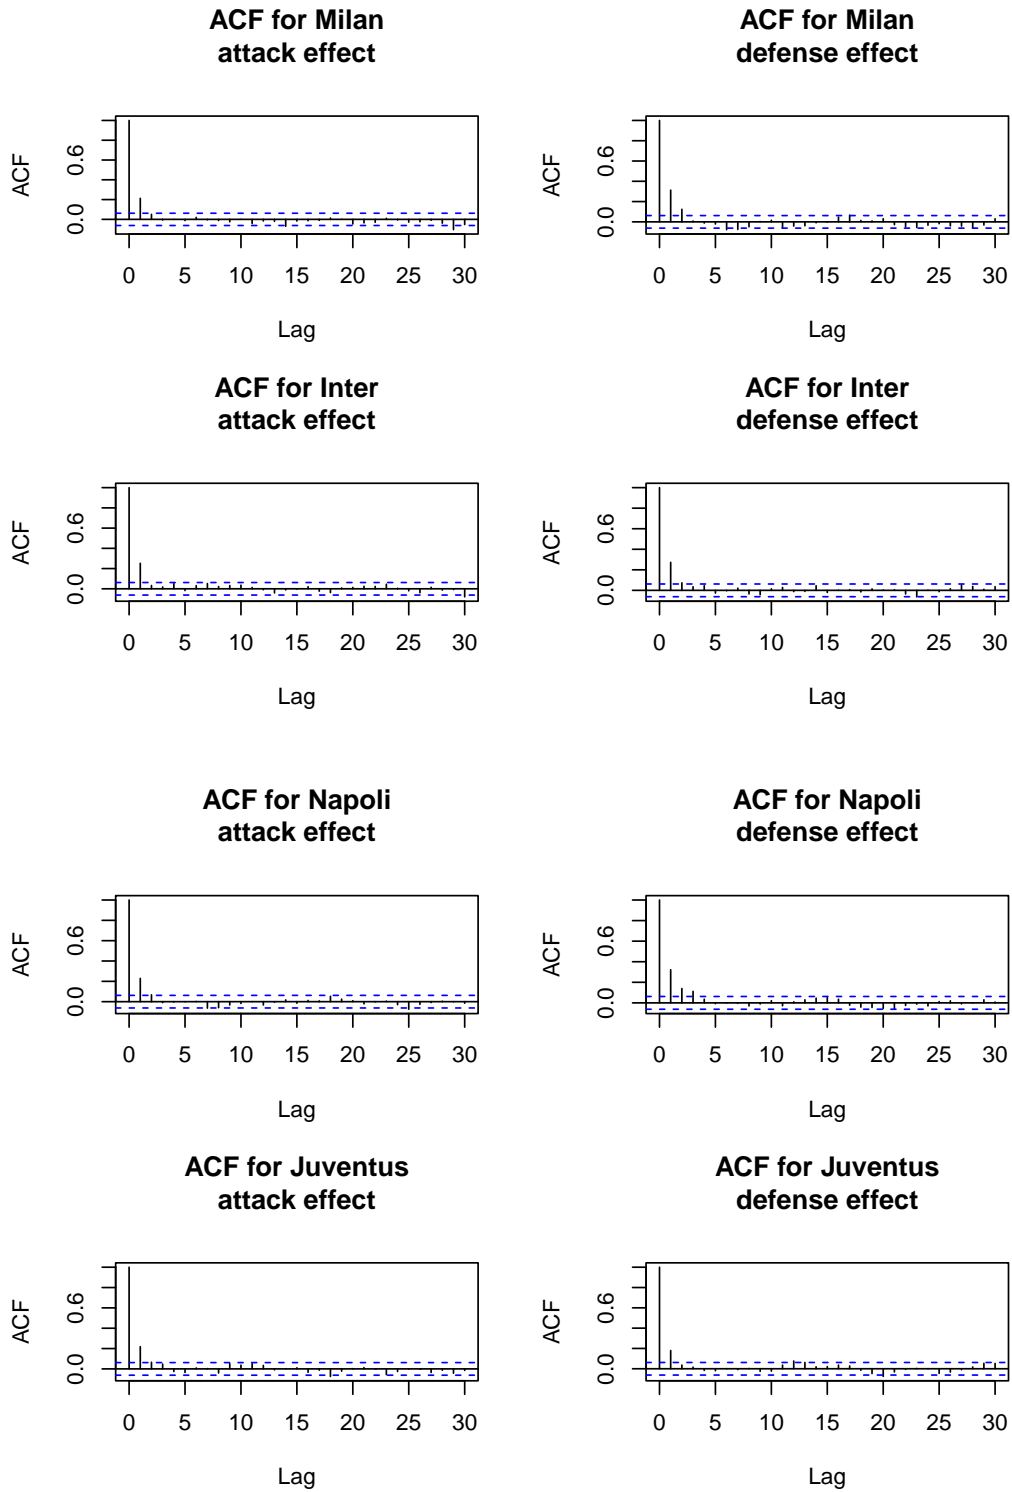 ACF for Milan
attack effect
ACF
0.6
0.0
0 5 10 15 20 25 30
Lag
ACF for Milan
defense effect
ACF
0.6
0.0
0 5 10 15 20 25 30
Lag
ACF for Inter
attack effect
ACF
0.6
0.0
0 5 10 15 20 25 30
Lag
ACF for Inter
defense effect
ACF
0.6
0.0
0 5 10 15 20 25 30
Lag
ACF for Napoli
attack effect
ACF
0.6
0.0
0 5 10 15 20 25 30
Lag
ACF for Napoli
defense effect
ACF
0.6
0.0
0 5 10 15 20 25 30
Lag
ACF for Juventus
attack effect
ACF
0.6
0.0
0 5 10 15 20 25 30
Lag
ACF for Juventus
defense effect
ACF
0.6
0.0
0 5 10 15 20 25 30
Lag